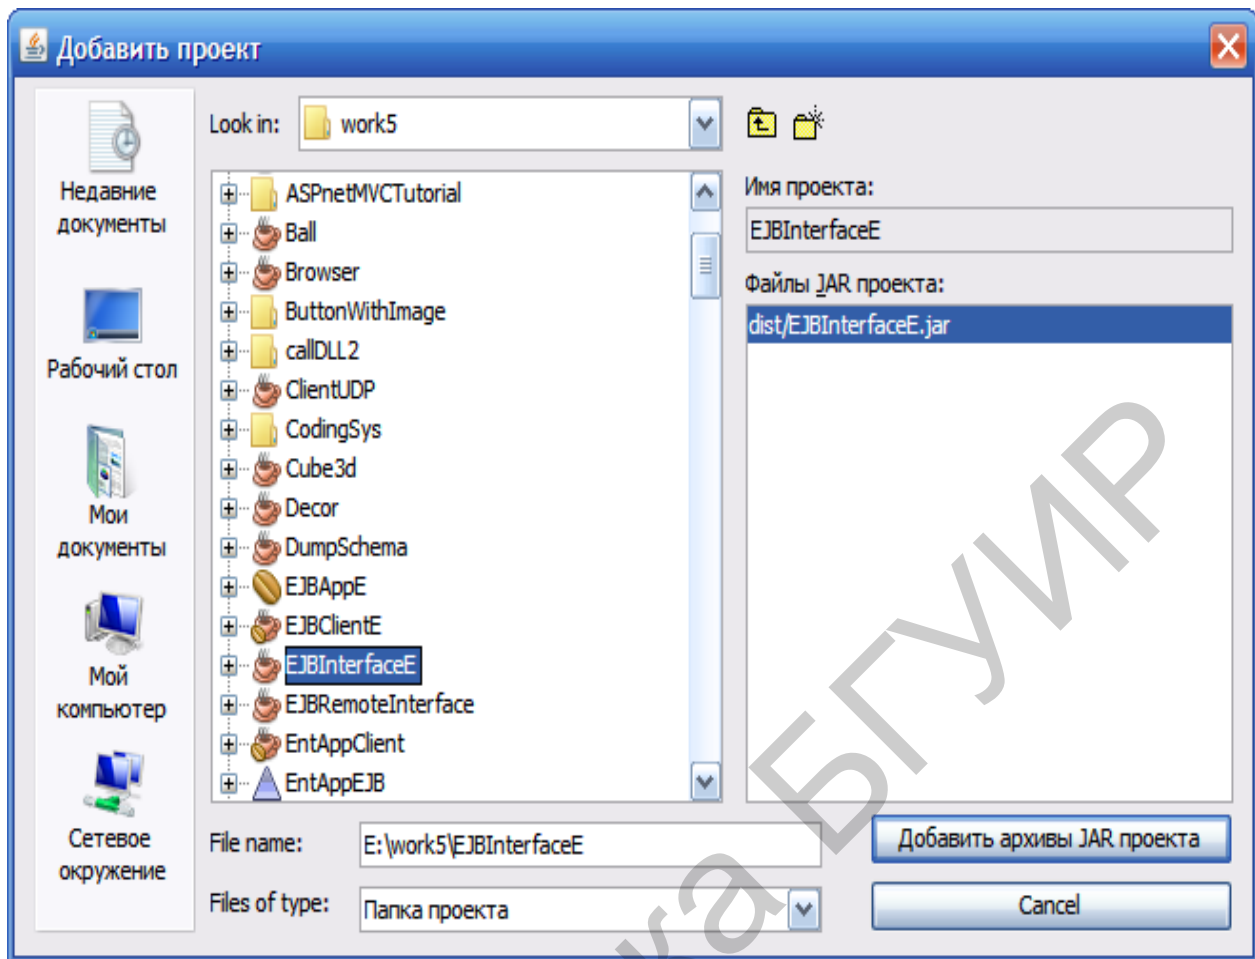 Добавить проект
Look in:
work5
Недавние
документы
Рабочий стол
Мои
документы
Мой
компьютер
Сетевое
окружение
ASPnetMVCTutorial
Ball
Browser
ButtonWithImage
callDLL2
ClientUDP
CodingSys
Cube3d
Decor
DumpSchema
EJBAppE
EJBClientE
EJBInterfaceE
EJBRemoteInterface
EntAppClient
EntAppEJB
Имя проекта:
EJBInterfaceE
Файлы JAR проекта:
dist/EJBInterfaceE.jar
File name:
E:\work5\EJBInterfaceE
Files of type:
Папка проекта
Добавить архивы JAR проекта
Cancel
ка БГУИР